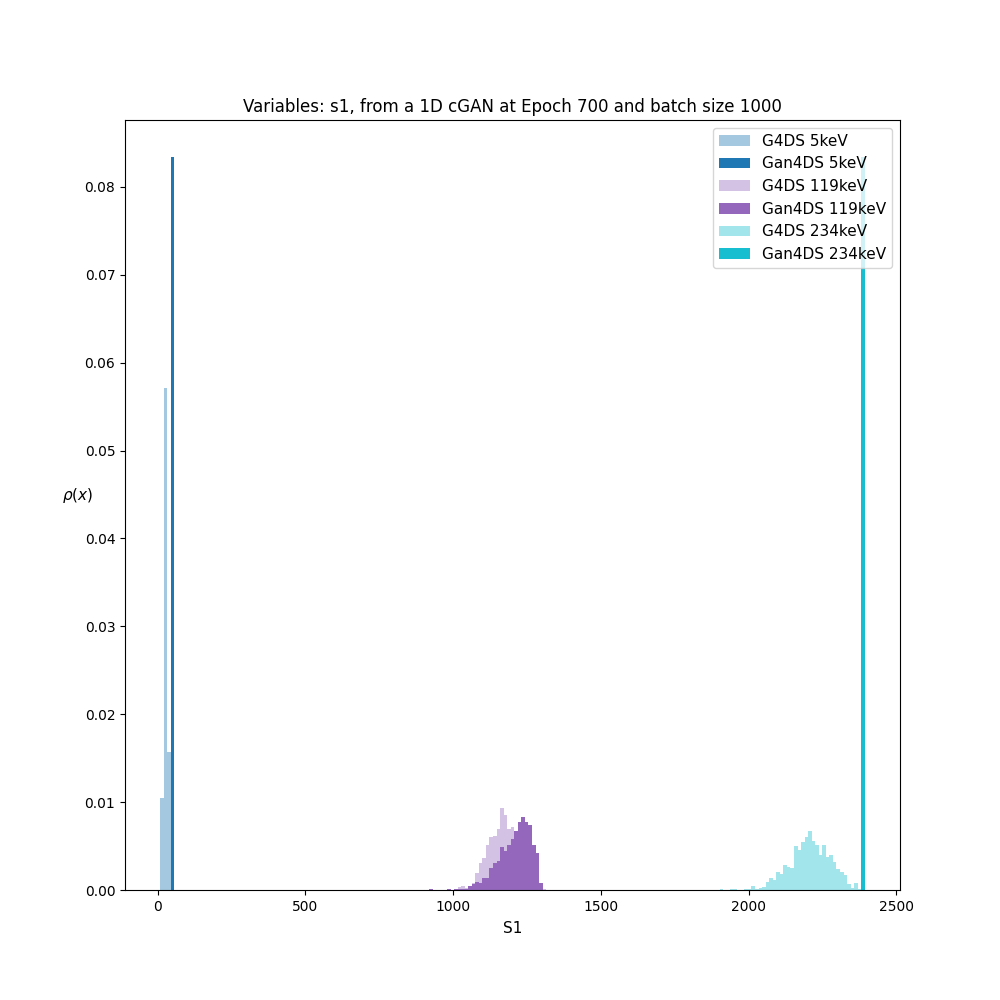 Variables: s1, from a 1D cGAN at Epoch 700 and batch size 1000
G4DS 5keV
Gan4DS 5keV
G4DS 119keV
Gan4DS 119keV
G4DS 234keV
Gan4DS 234keV
0.08
0.07
0.06
0.05
ρ(x)
0.04
0.03
0.02
0.01
0.00
0 500 1000 1500 2000 2500
S1